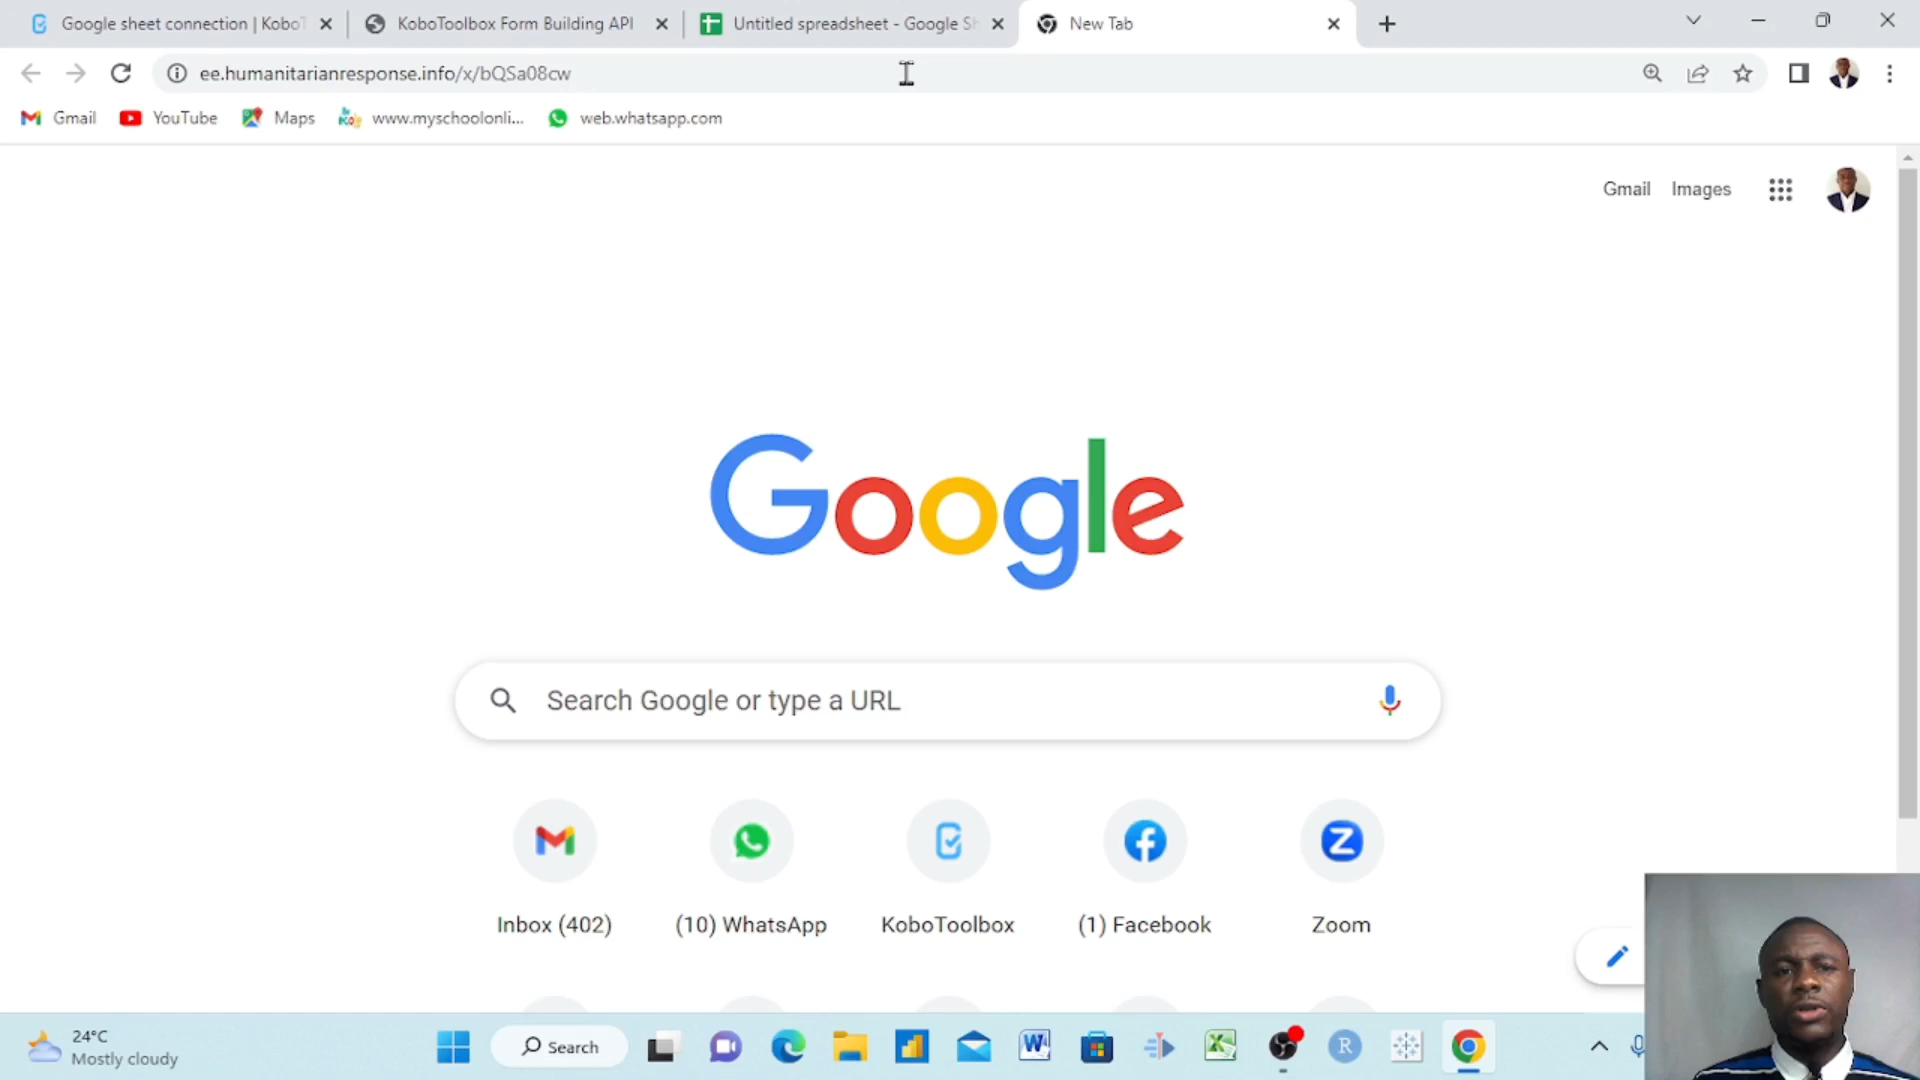 Google sheet connection | KoboT
KoboToolbox Form Building API
Untitled spreadsheet - Google Sh
New Tab
ee.humanitarianresponse.info/x/bQSa08cw
Gmail
YouTube
Maps
www.myschoolonli...
web.whatsapp.com
Gmail
Images
Google
Search Google or type a URL
Inbox (402)
(10) WhatsApp
KoboToolbox
(1) Facebook
Zoom
24°C
Mostly cloudy
Search